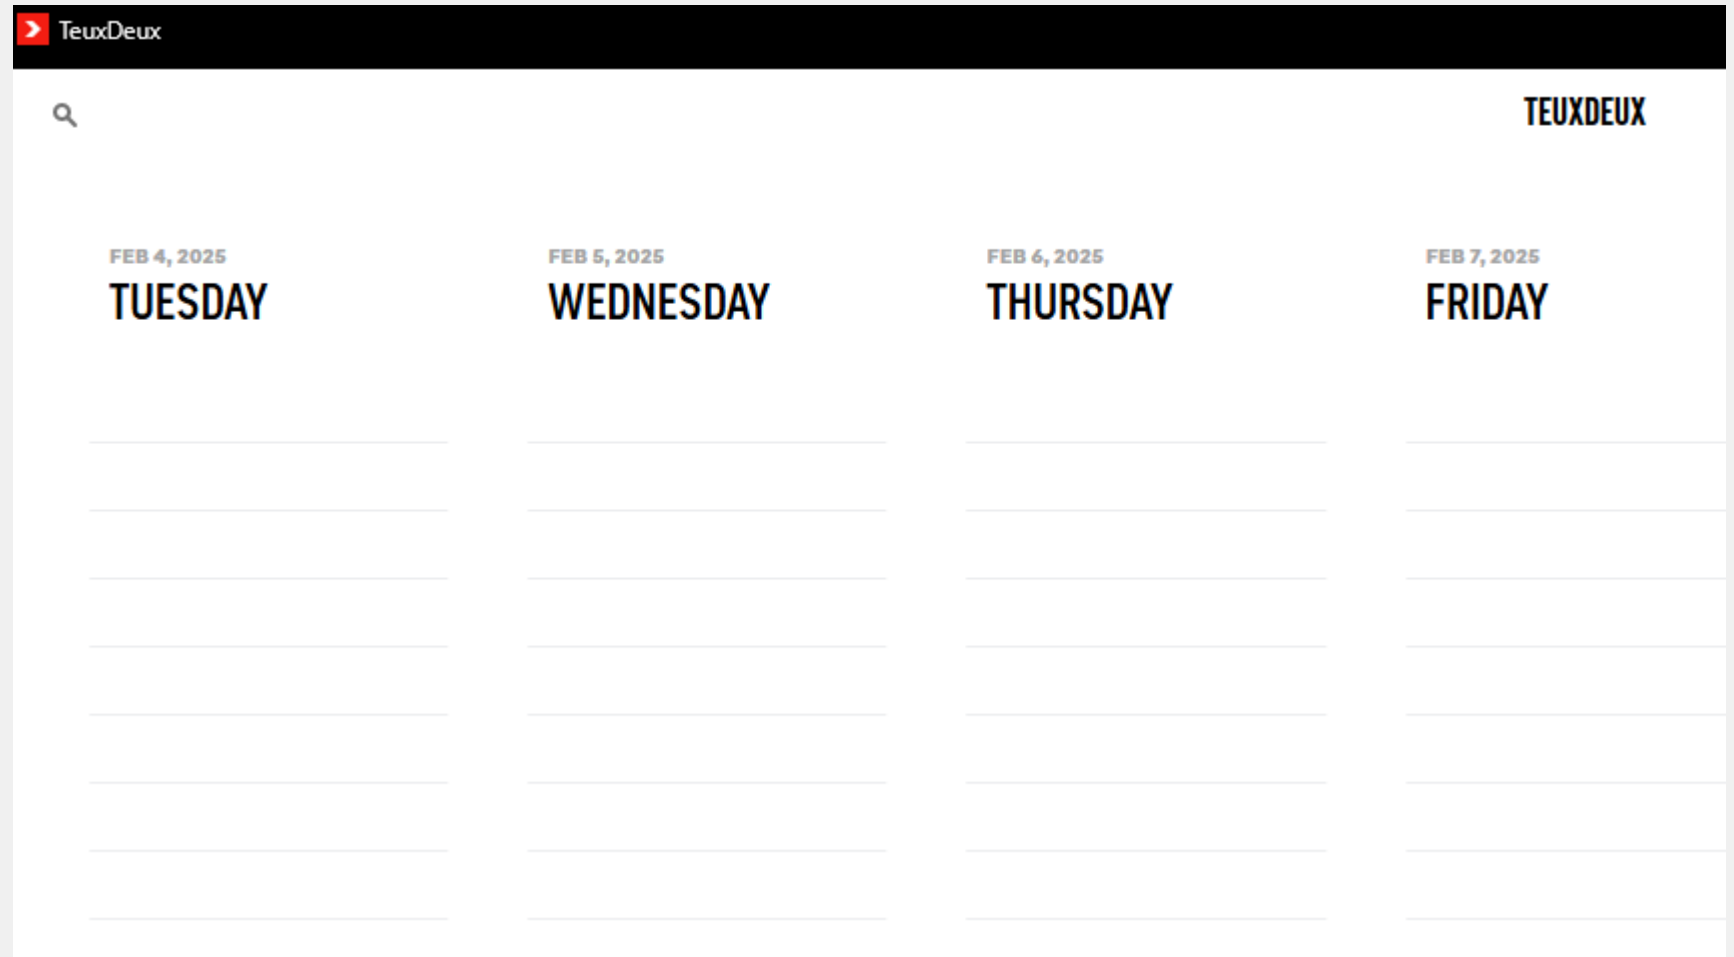 TeuxDeux
TEUXDEUX
FEB 4, 2025
TUESDAY
FEB 5, 2025
WEDNESDAY
FEB 6, 2025
THURSDAY
FEB 7, 2025
FRIDAY